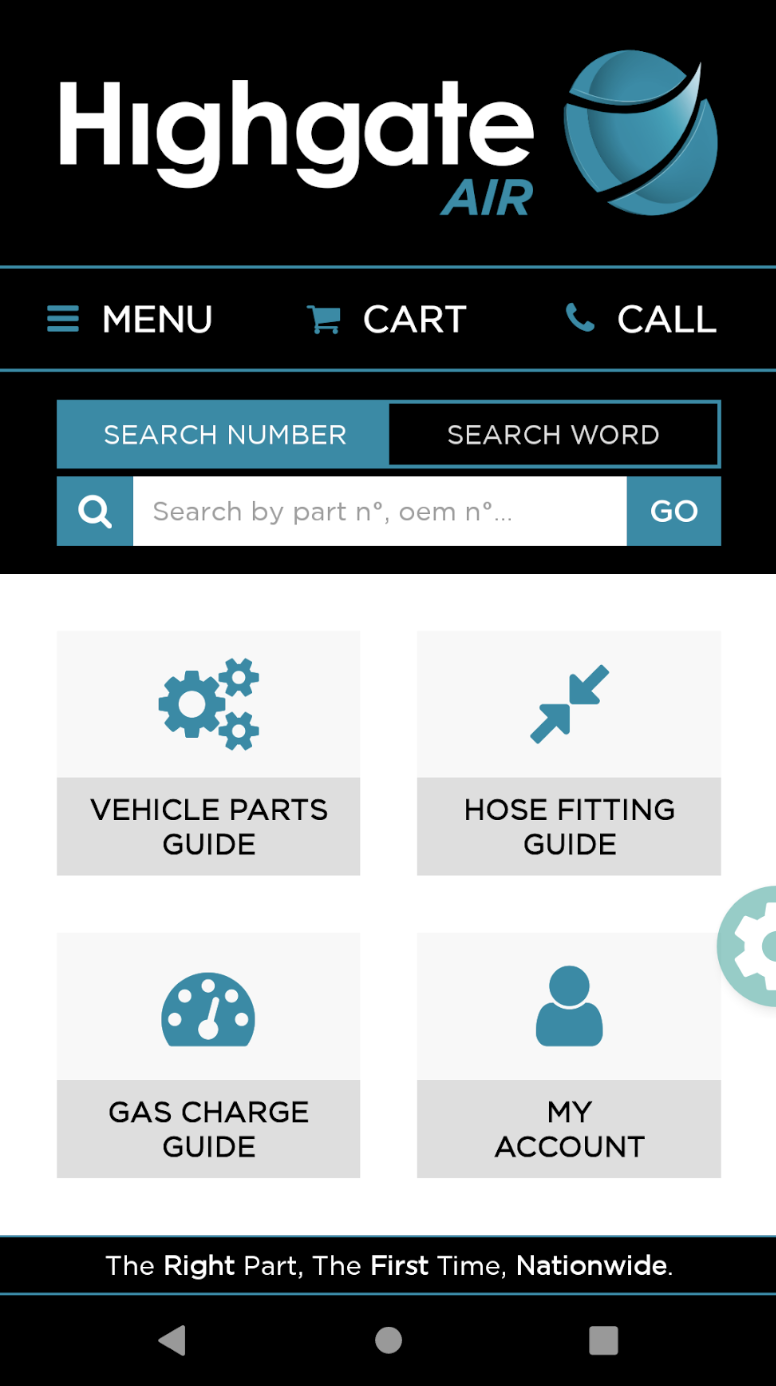 Highgate
AIR
MENU CART CALL
SEARCH NUMBER SEARCH WORD
Search by part n°, oem n°...
GO
VEHICLE PARTS
GUIDE
HOSE FITTING
GUIDE
GAS CHARGE
GUIDE
MY
ACCOUNT
The Right Part, The First Time, Nationwide.